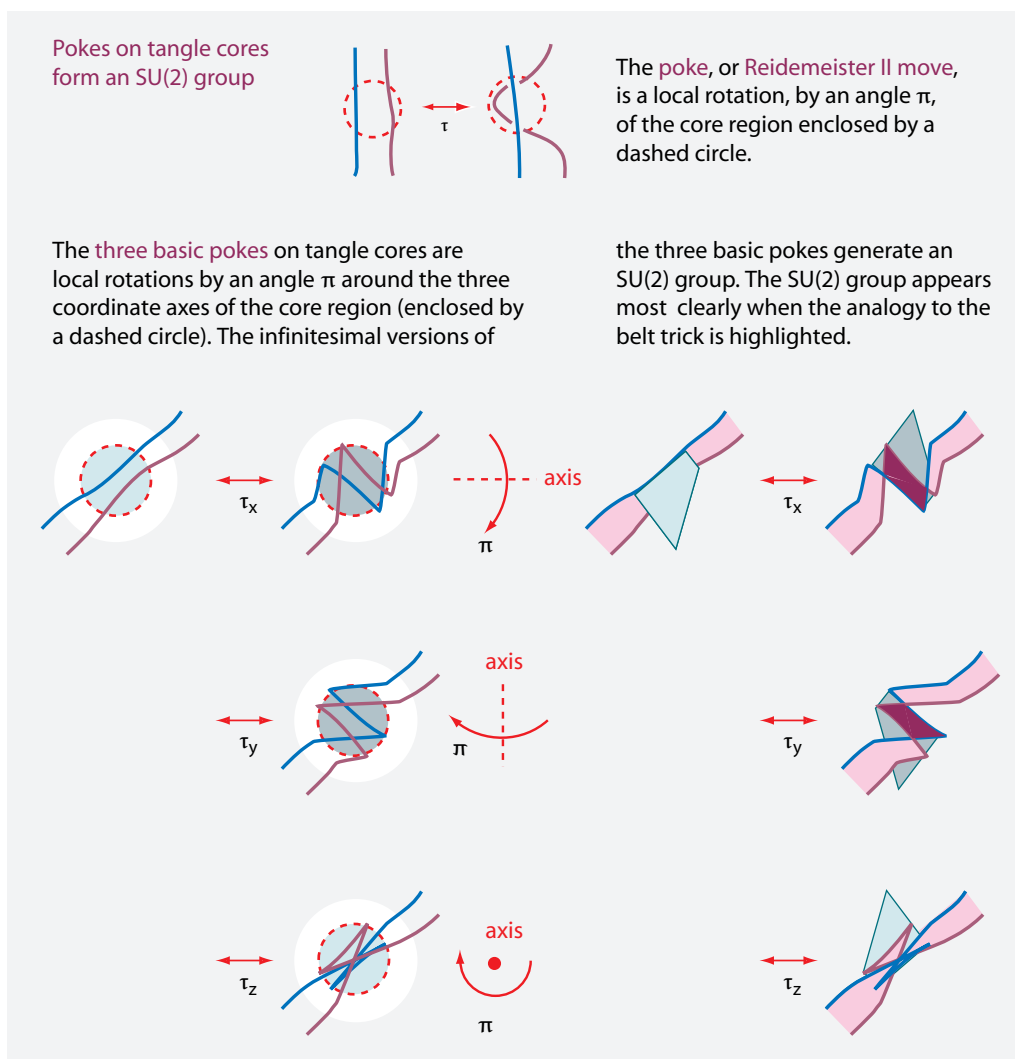 Pokes on tangle cores
form an SU(2) group
τ
The poke, or Reidemeister II move,
is a local rotation, by an angle π,
of the core region enclosed by a
dashed circle.
The three basic pokes on tangle cores are
local rotations by an angle π around the three
coordinate axes of the core region (enclosed by
a dashed circle). The infinitesimal versions of
the three basic pokes generate an
SU(2) group. The SU(2) group appears
most clearly when the analogy to the
belt trick is highlighted.
τx
axis
π
τx
τy
axis
π
τy
τz
axis
π
τz